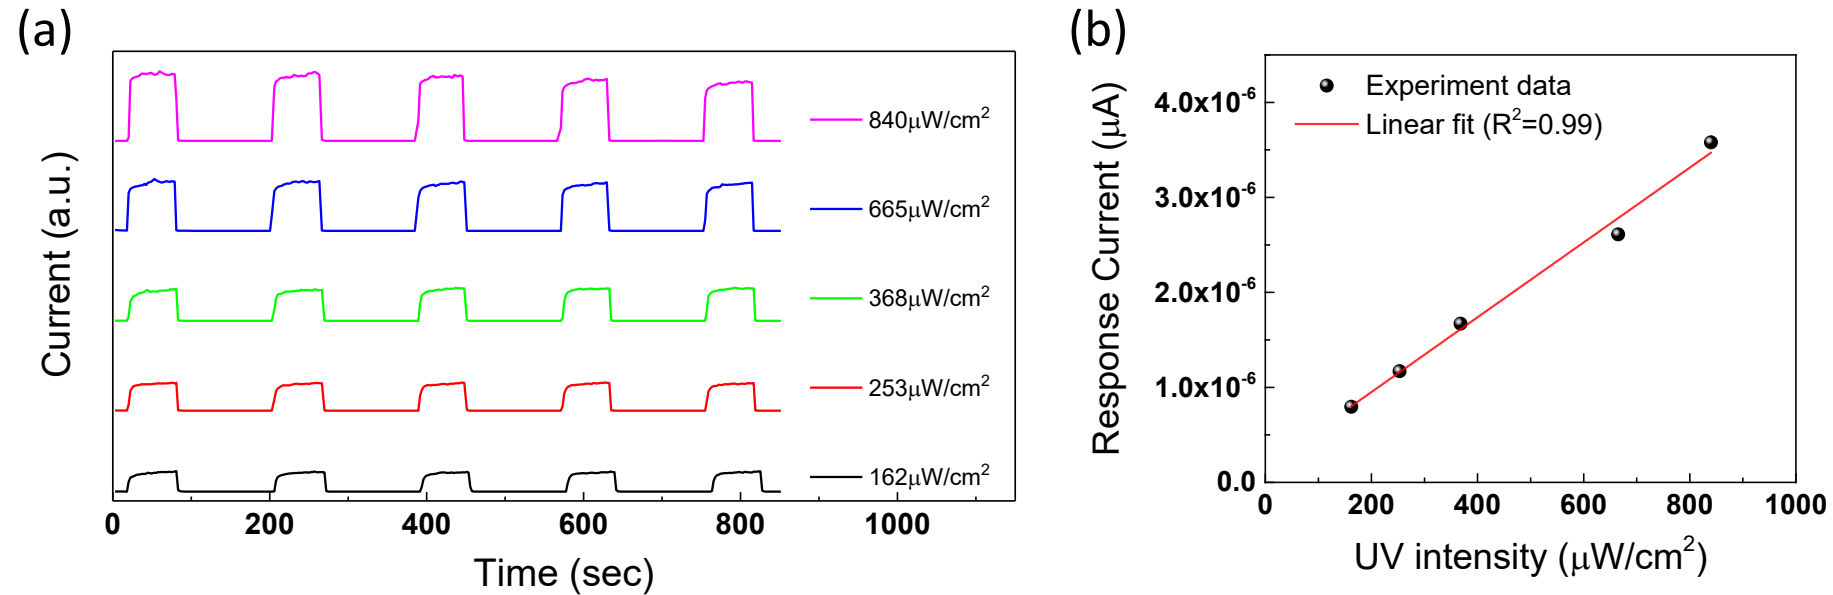 (a)
Current (a.u.)
840μW/cm²
665μW/cm²
368μW/cm²
253μW/cm²
162μW/cm²
0 200 400 600 800 1000
Time (sec)
(b)
Response Current (μA)
Experiment data
Linear fit (R²=0.99)
4.0x10⁻⁶
3.0x10⁻⁶
2.0x10⁻⁶
1.0x10⁻⁶
0.0
0 200 400 600 800 1000
UV intensity (μW/cm²)